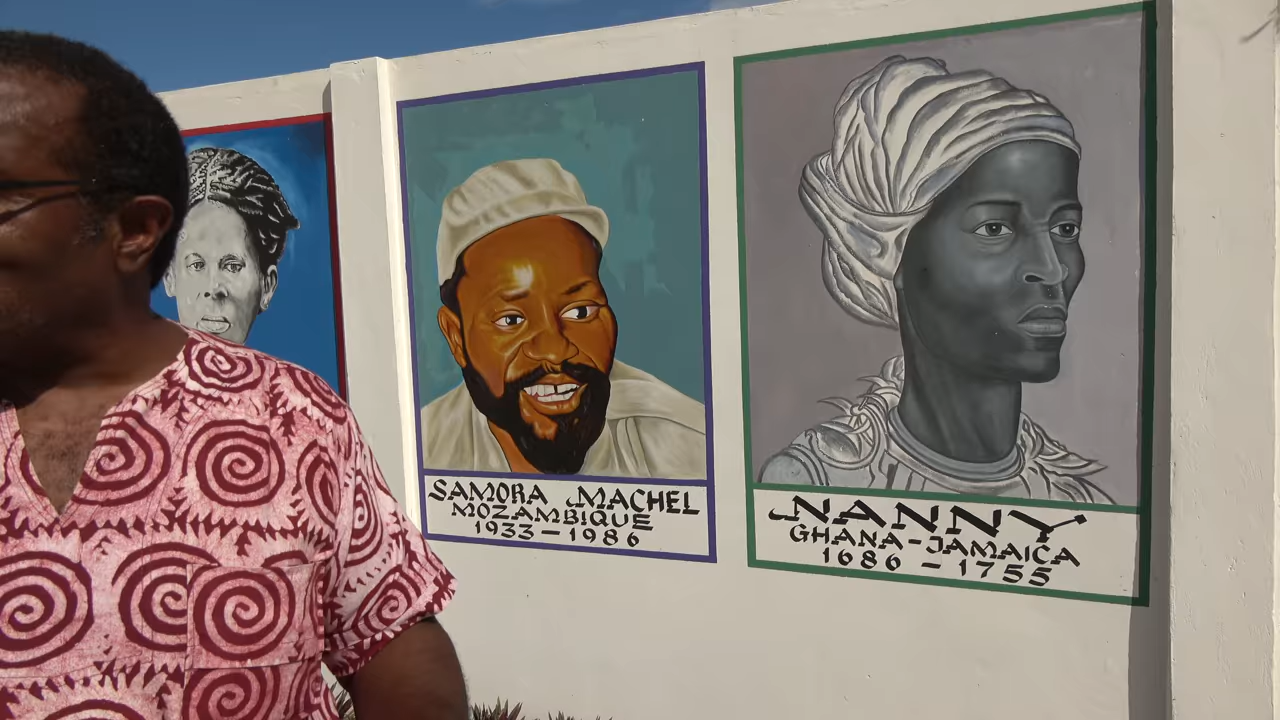 SAMORA MACHEL
MOZAMBIQUE
1933-1986
NANNY
GHANA-JAMAICA
1686 - 1755